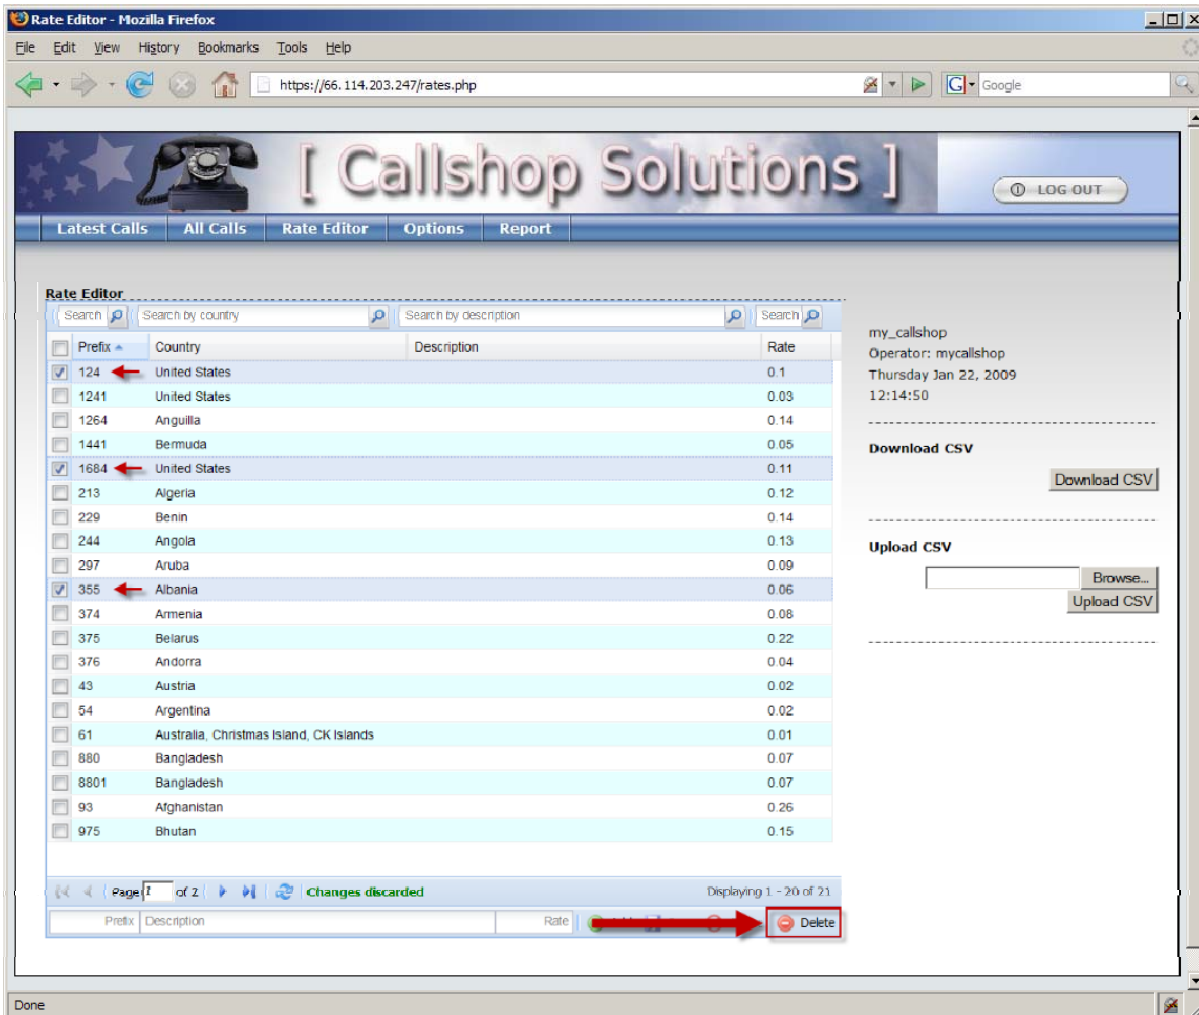 Rate Editor - Mozilla Firefox
File Edit View History Bookmarks Tools Help
https://66.114.203.247/rates.php
G Google
[ Callshop Solutions ]
LOG OUT
Latest Calls All Calls Rate Editor Options Report
Rate Editor
Search Search by country Search by description Search
my_callshop
Operator: mycallshop
Thursday Jan 22, 2009
12:14:50
Download CSV
Download CSV
Upload CSV
Browse...
Upload CSV
Prefix Country Description Rate
124 United States 0.1
1241 United States 0.03
1264 Anguilla 0.14
1441 Bermuda 0.05
1684 United States 0.11
213 Algeria 0.12
229 Benin 0.14
244 Angola 0.13
297 Aruba 0.09
355 Albania 0.06
374 Armenia 0.08
375 Belarus 0.22
376 Andorra 0.04
43 Austria 0.02
54 Argentina 0.02
61 Australia, Christmas Island, CK Islands 0.01
880 Bangladesh 0.07
8801 Bangladesh 0.07
93 Afghanistan 0.26
975 Bhutan 0.15
Page 1 of 2 Changes discarded Displaying 1 - 20 of 21
Prefix Description Rate Delete
Done